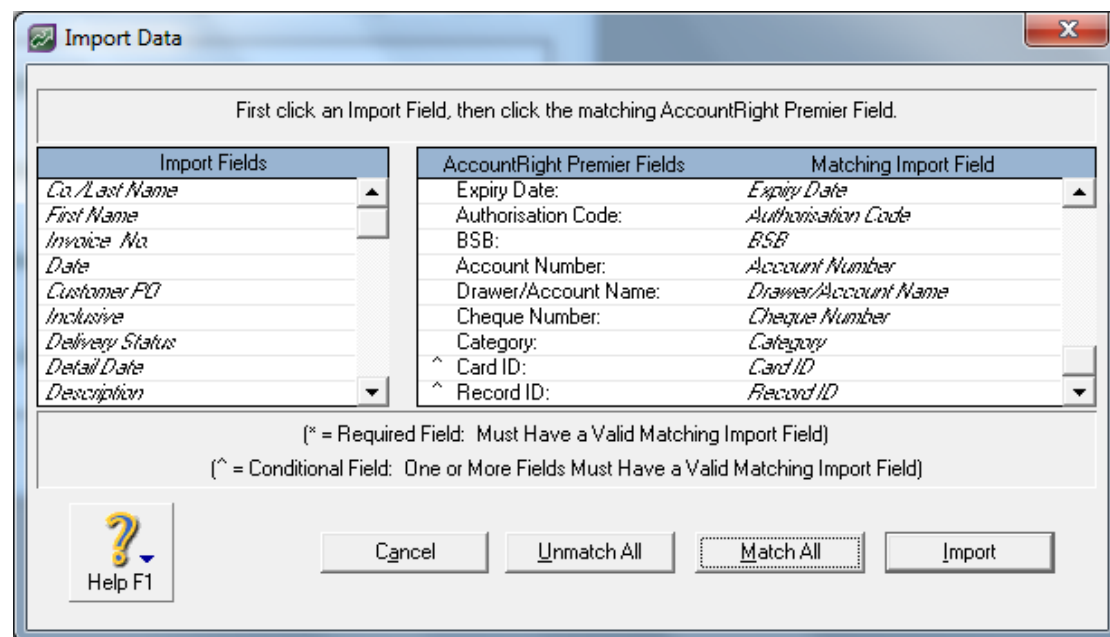 Import Data
First click an Import Field, then click the matching AccountRight Premier Field.
Import Fields
Co./Last Name
First Name
Invoice No.
Date
Customer PO
Inclusive
Delivery Status
Detail Date
Description
AccountRight Premier Fields Matching Import Field
Expiry Date: Expiry Date
Authorisation Code: Authorisation Code
BSB: BSB
Account Number: Account Number
Drawer/Account Name: Drawer/Account Name
Cheque Number: Cheque Number
Category: Category
^ Card ID: Card ID
^ Record ID: Record ID
(* = Required Field: Must Have a Valid Matching Import Field)
(^ = Conditional Field: One or More Fields Must Have a Valid Matching Import Field)
Help F1
Cancel
Unmatch All
Match All
Import